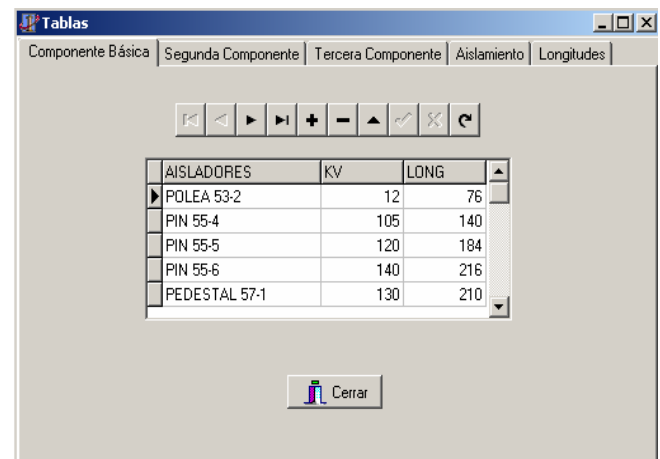 Tablas
Componente Básica Segunda Componente Tercera Componente Aislamiento Longitudes
AISLADORES KV LONG
POLEA 53-2 12 76
PIN 55-4 105 140
PIN 55-5 120 184
PIN 55-6 140 216
PEDESTAL 57-1 130 210
Cerrar